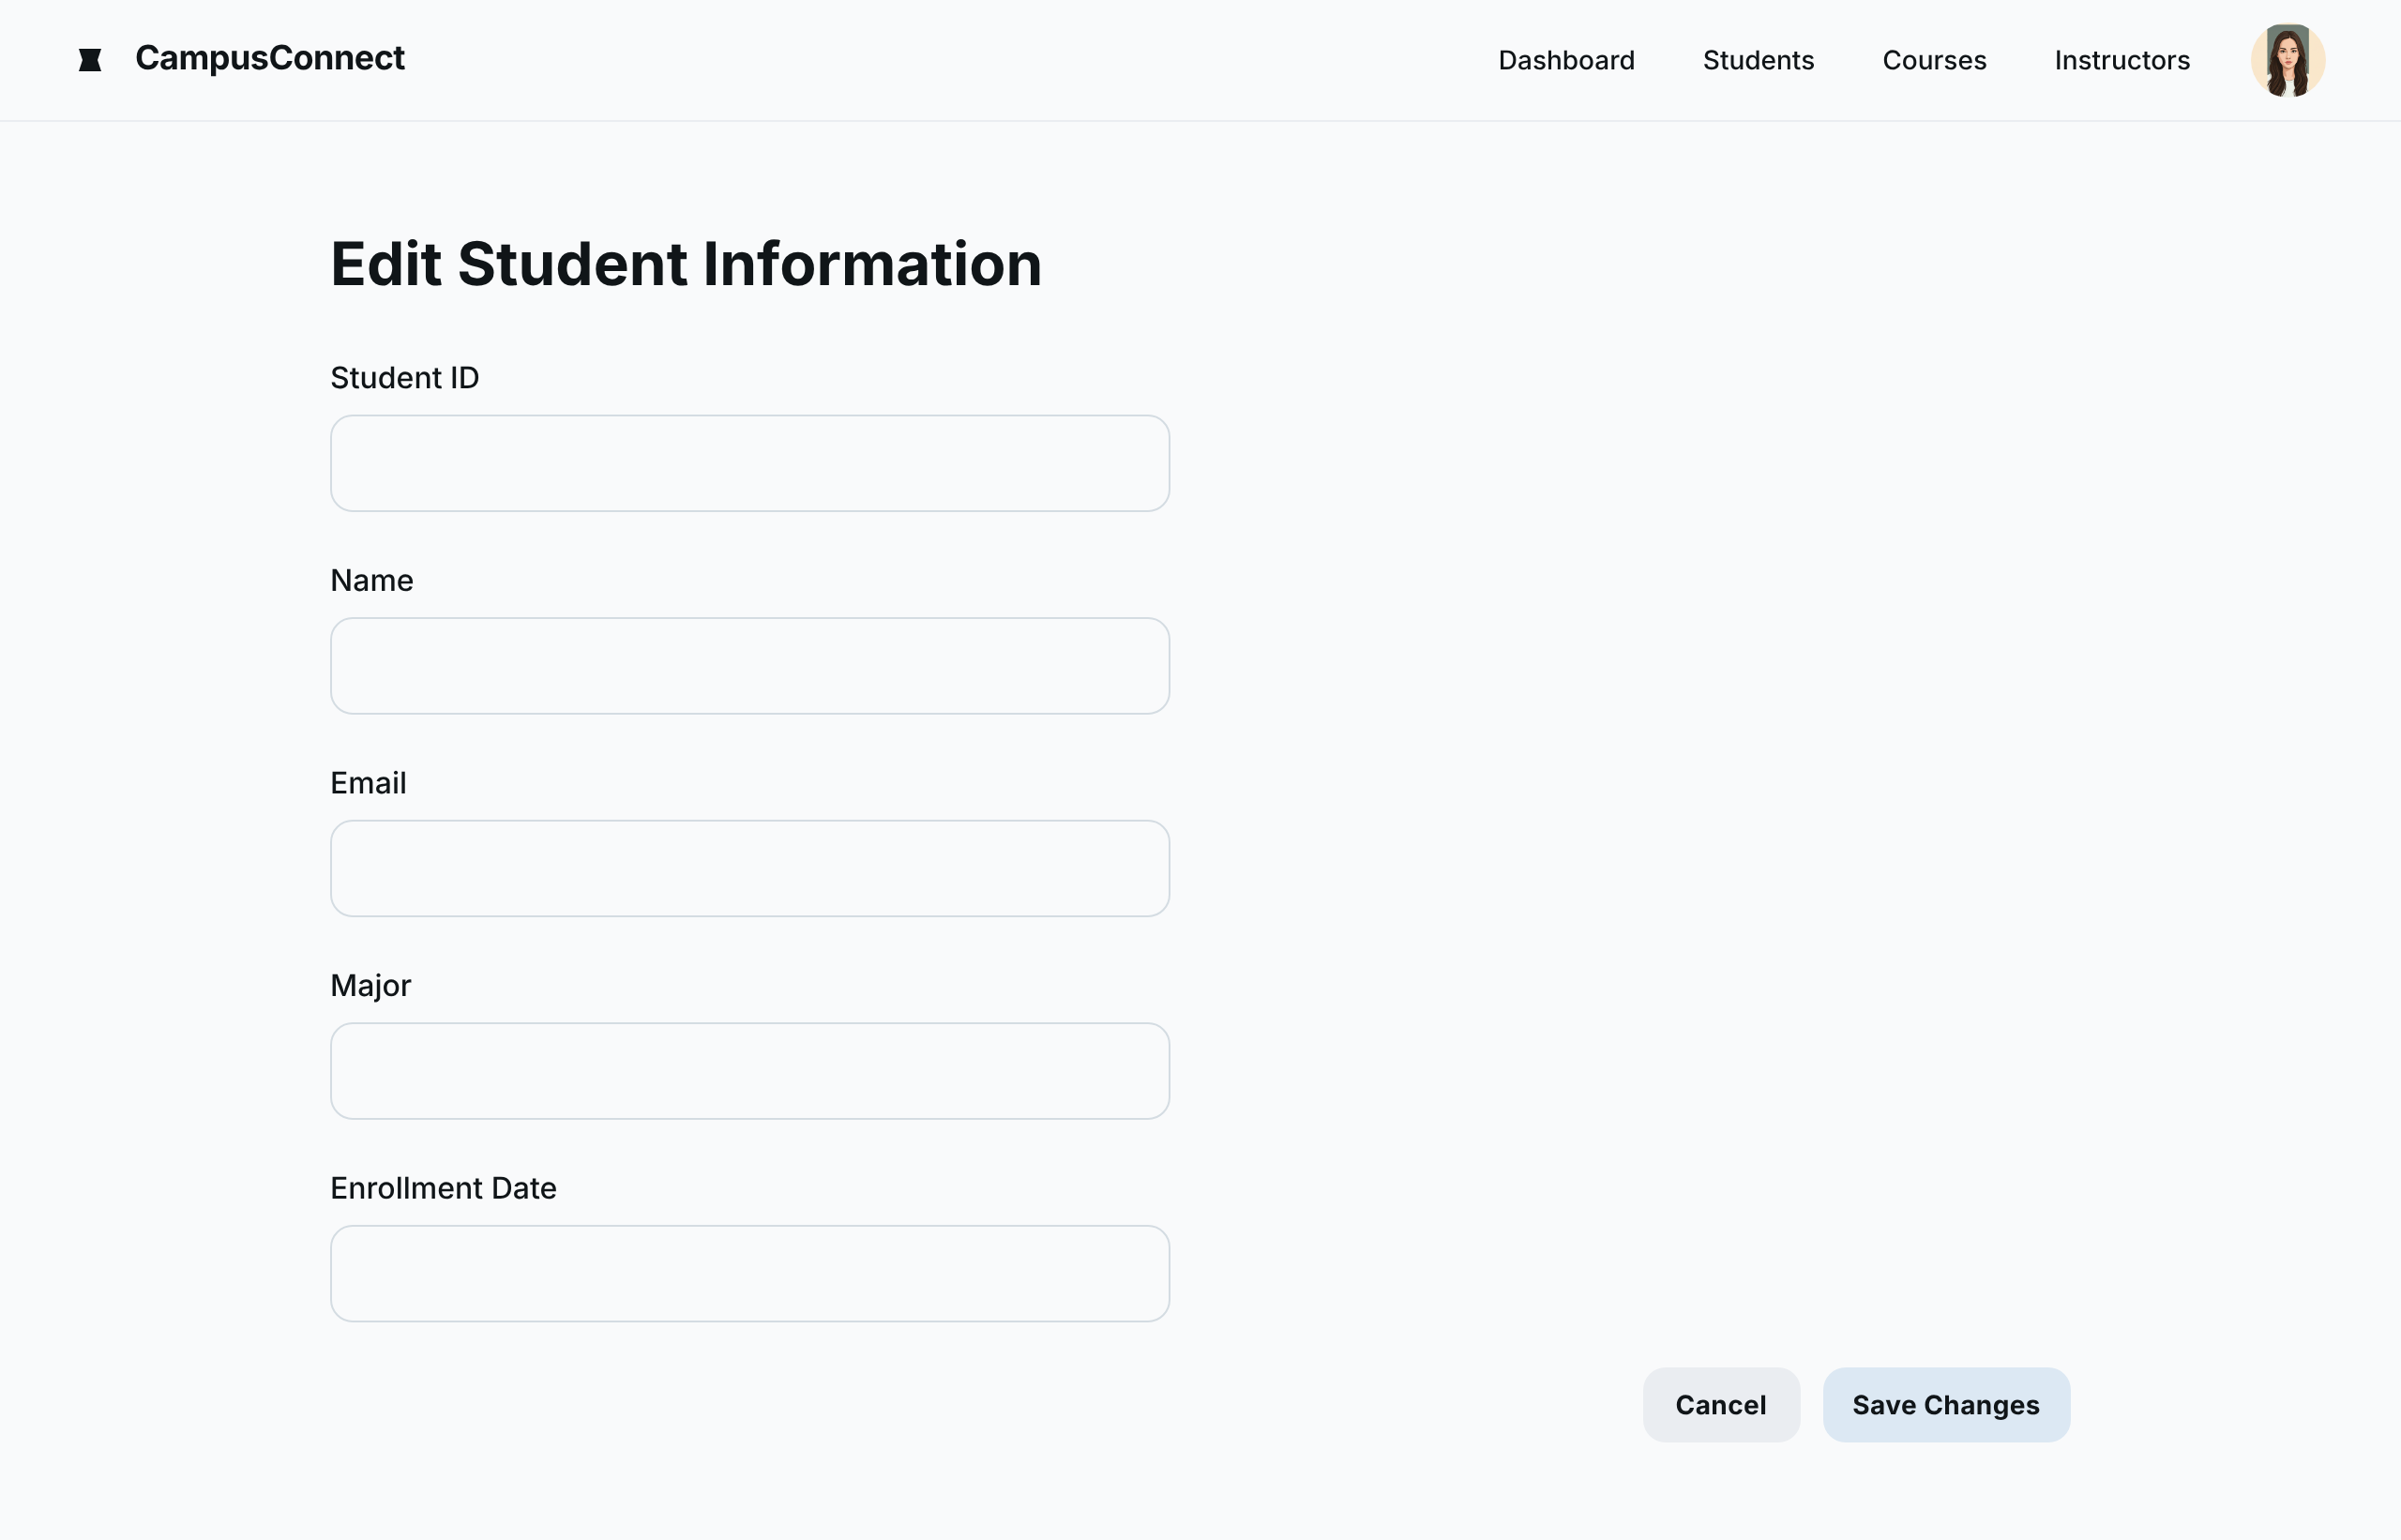 CampusConnect
Dashboard Students Courses Instructors
Edit Student Information
Student ID
Name
Email
Major
Enrollment Date
Cancel Save Changes